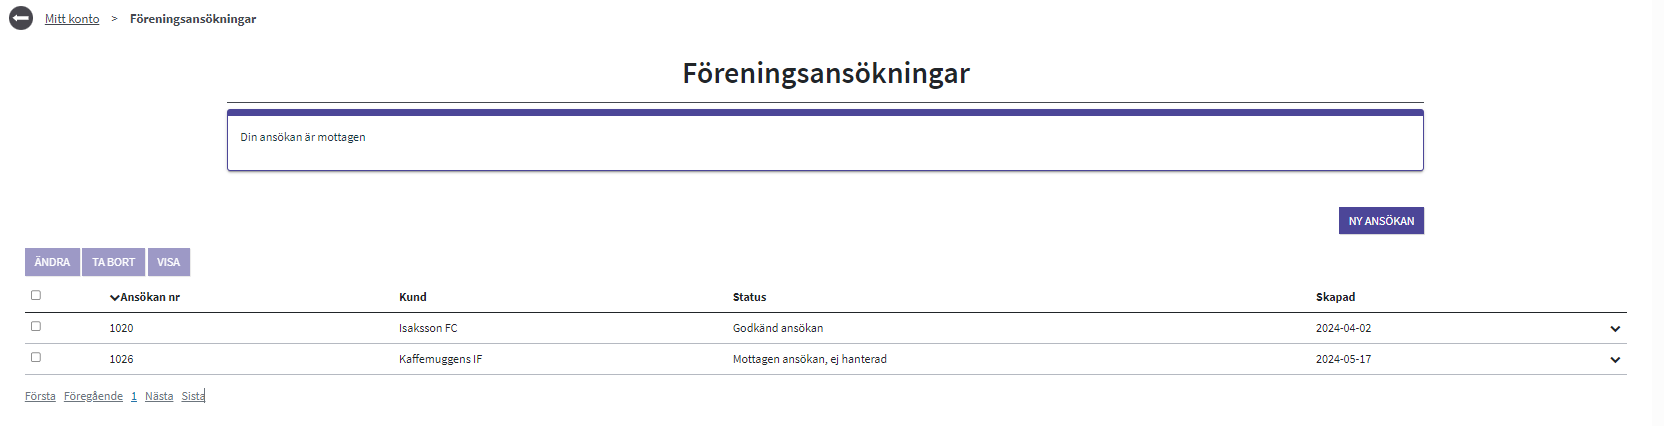 Mitt konto > Föreningsansökningar
Föreningsansökningar
Din ansökan är mottagen
NY ANSÖKAN
ÄNDRA TA BORT VISA
Ansökan nr Kund Status Skapad
1020 Isaksson FC Godkänd ansökan 2024-04-02
1026 Kaffemuggens IF Mottagen ansökan, ej hanterad 2024-05-17
Första Föregående 1 Nästa Sista